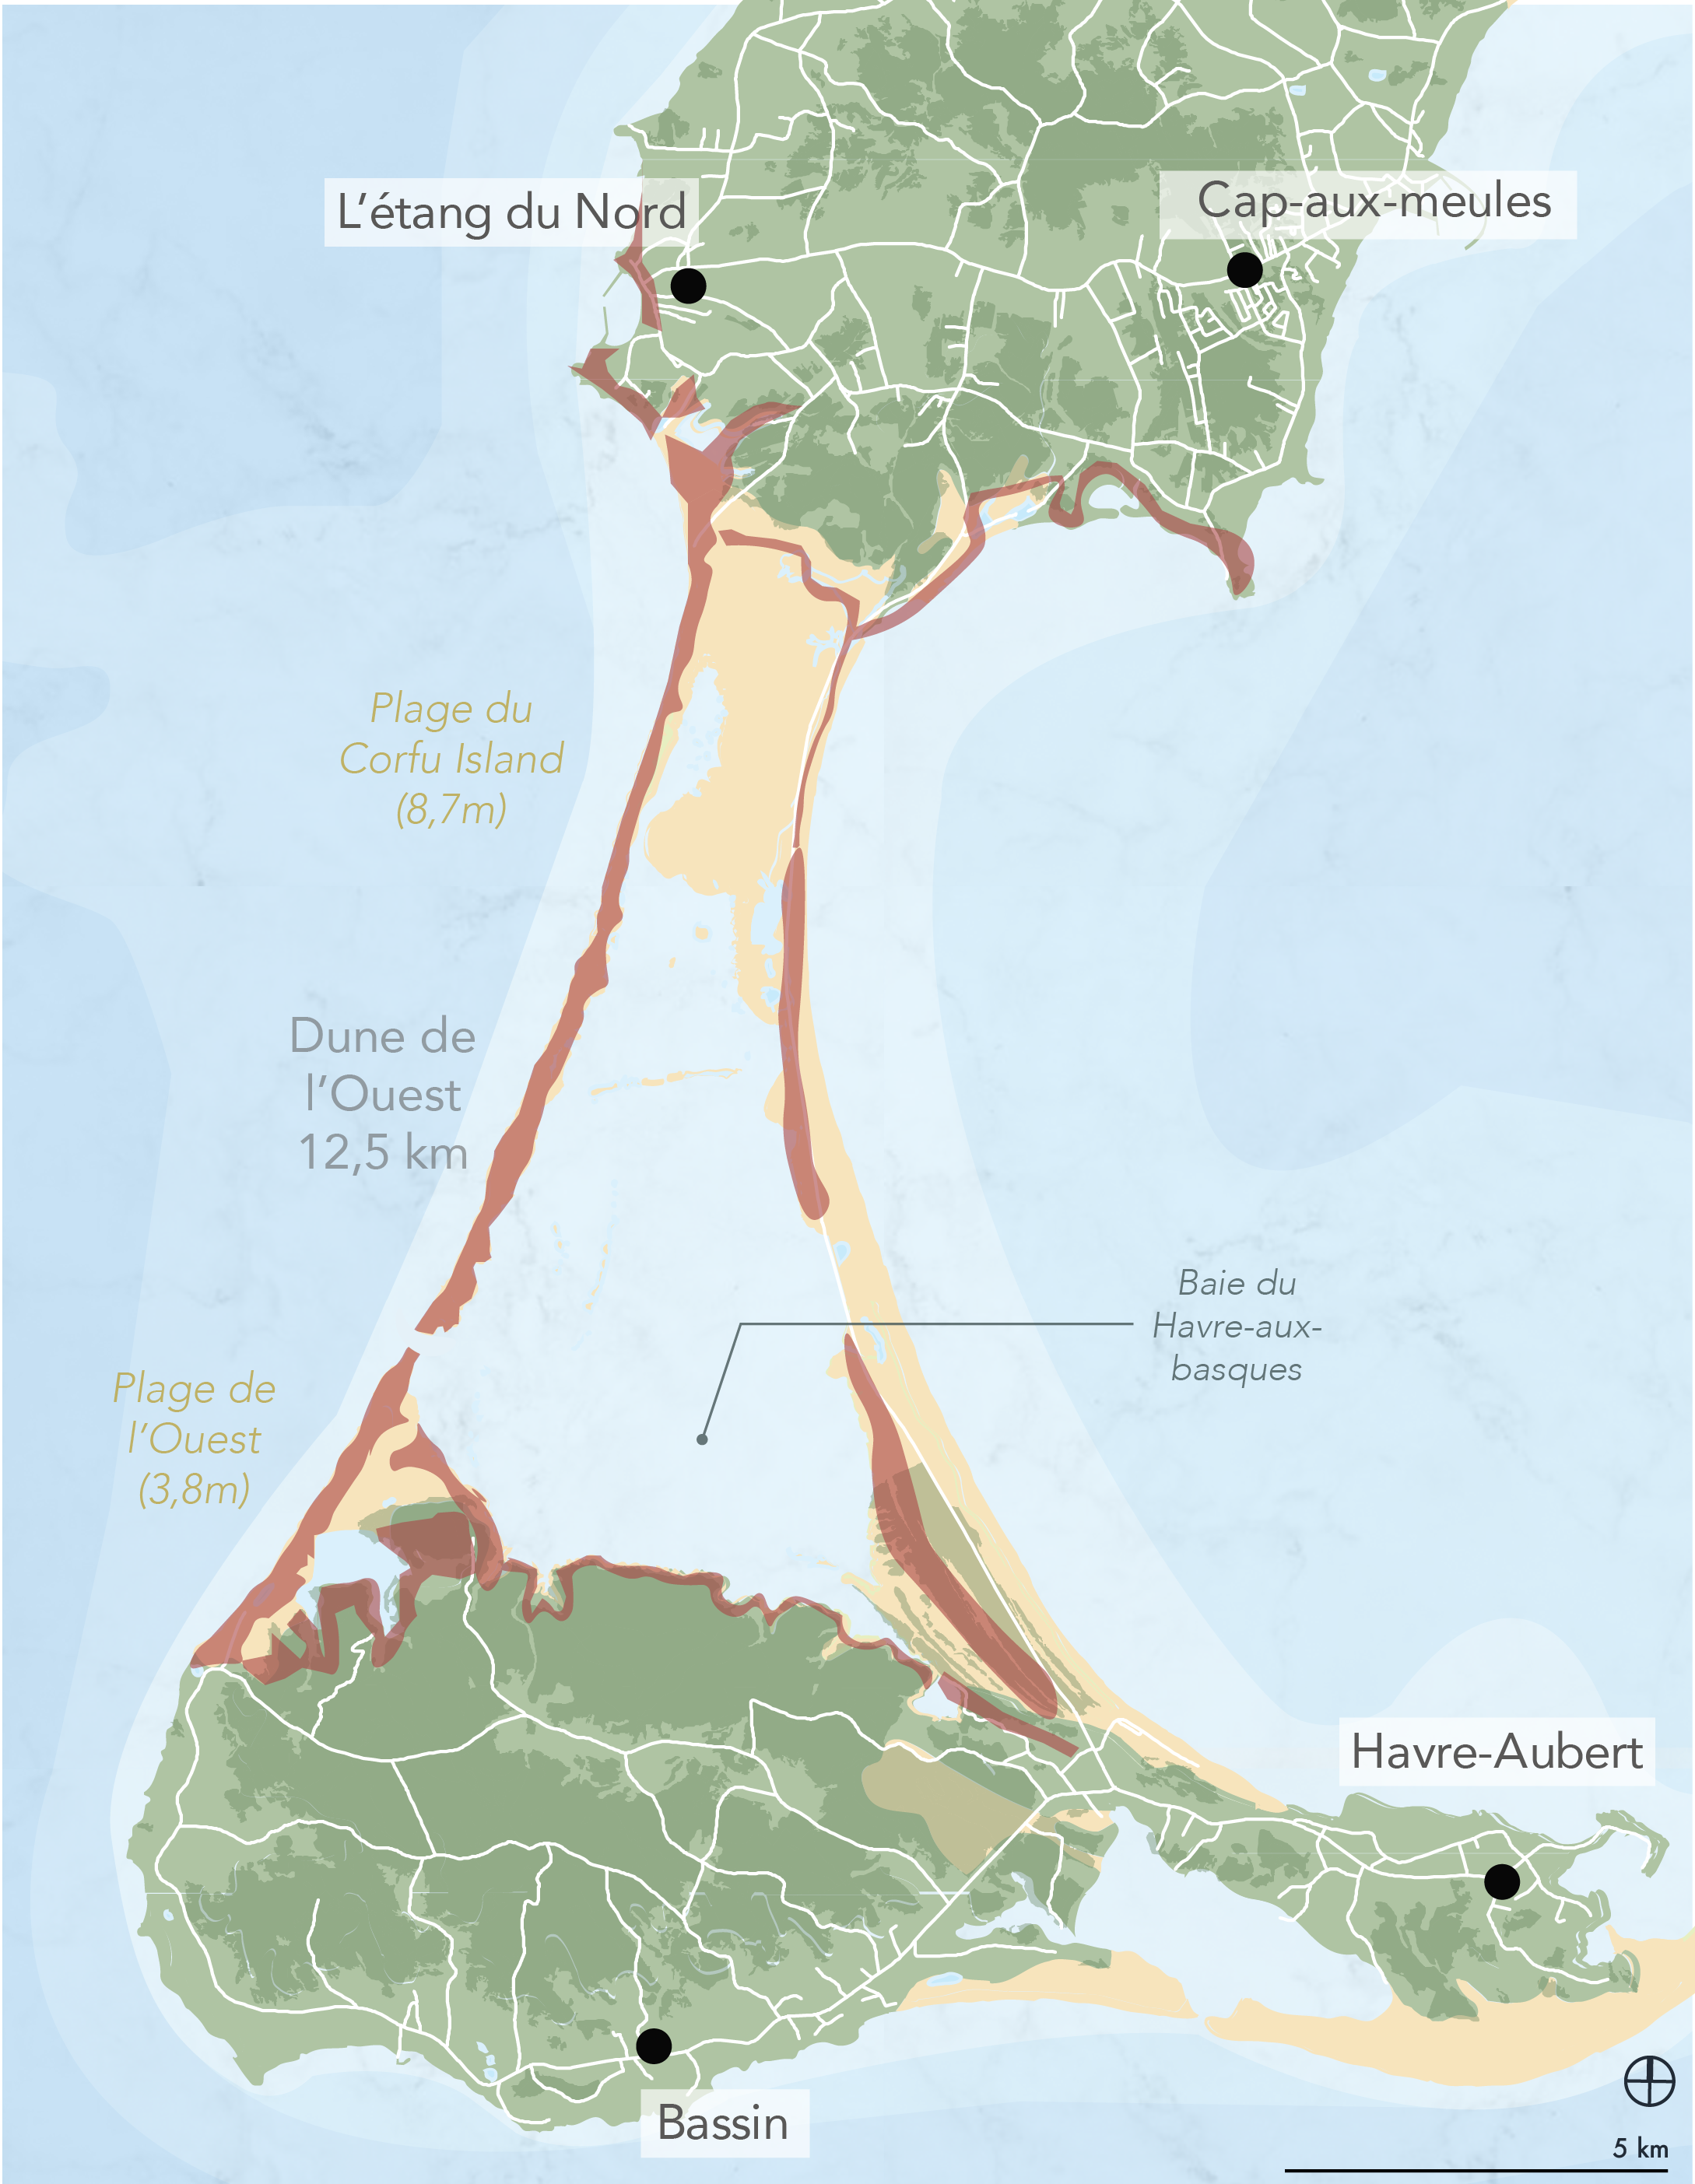 L’étang du Nord
Cap-aux-meules
Plage du
Corfu Island
(8,7m)
Dune de
l’Ouest
12,5 km
Baie du
Havre-aux-
basques
Plage de
l’Ouest
(3,8m)
Havre-Aubert
Bassin
5 km